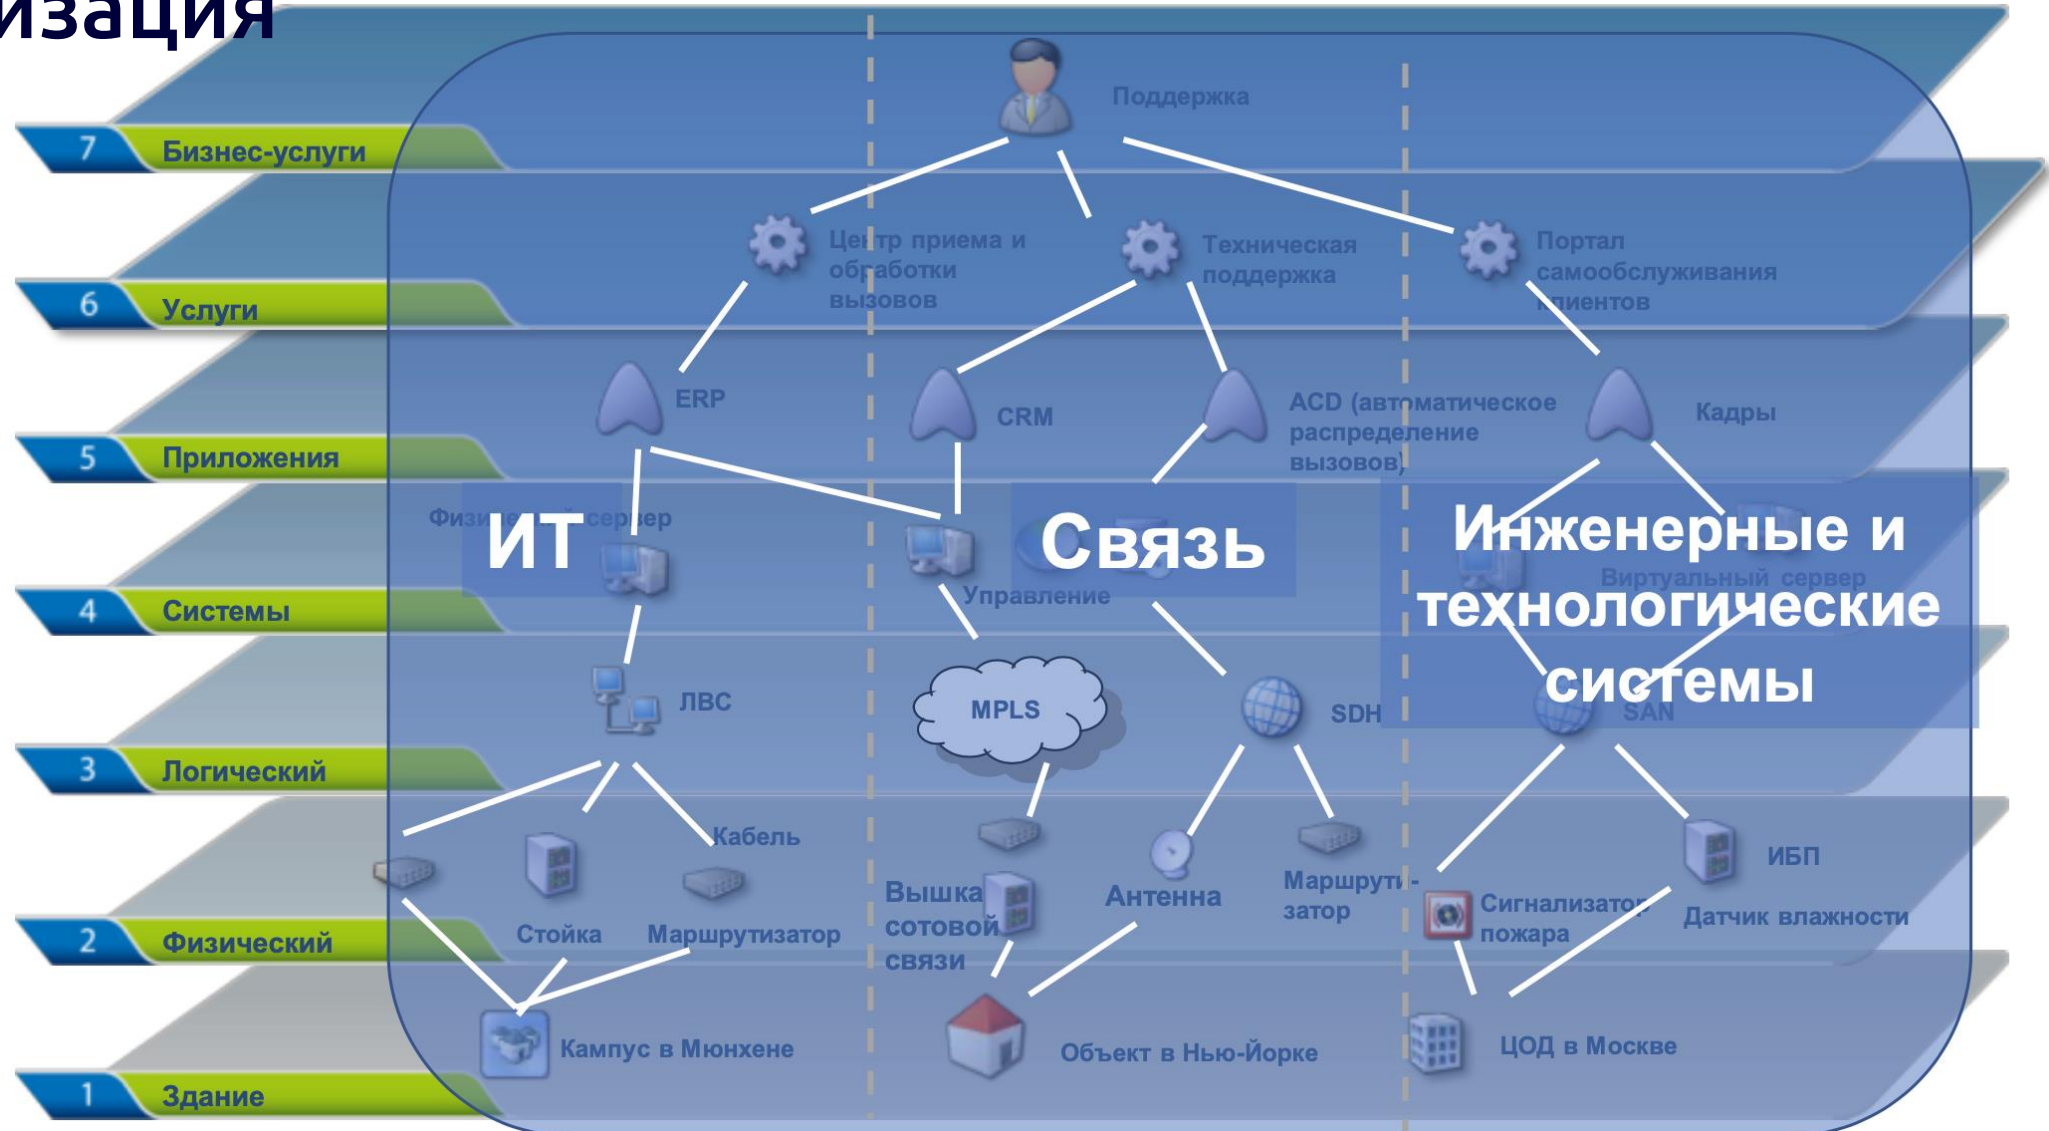 изация
Поддержка
7
Бизнес-услуги
Центр приема и
обработки
вызовов
Техническая
поддержка
Портал
самообслуживания
клиентов
6
Услуги
ERP
CRM
ACD (автоматическое
распределение
вызовов)
Кадры
5
Приложения
Физический сервер
ИТ
Связь
Инженерные и
технологические
системы
Управление
Виртуальный сервер
4
Системы
ЛВС
MPLS
SDH
SAN
3
Логический
Кабель
Стойка
Маршрутизатор
Вышка
сотовой
связи
Антенна
Маршрути-
затор
Сигнализатор
пожара
ИБП
Датчик влажности
2
Физический
Кампус в Мюнхене
Объект в Нью-Йорке
ЦОД в Москве
1
Здание